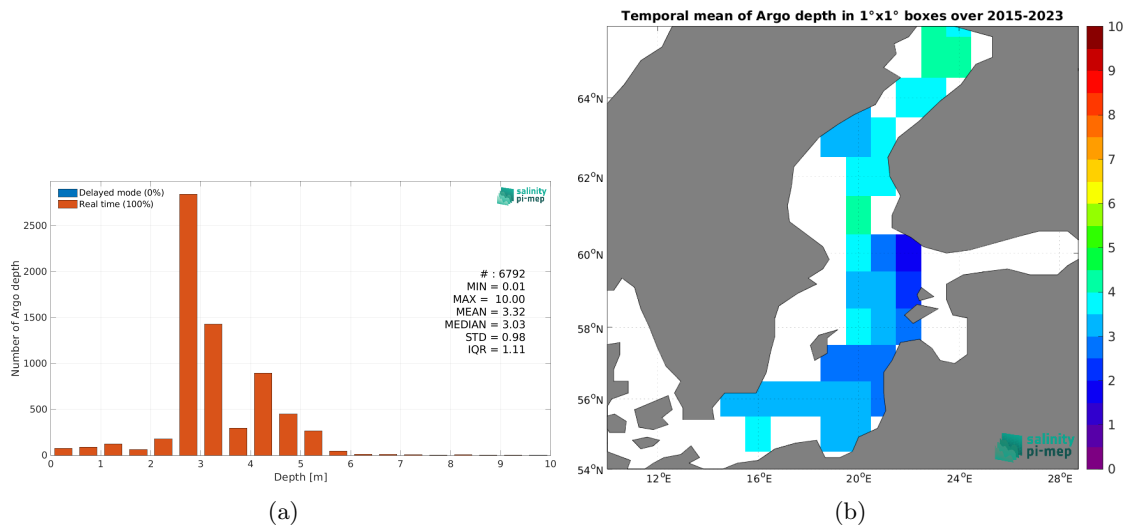 Delayed mode (0%)
Real time (100%)
salinity
pi-mep
2500
2000
1500
1000
500
0
Number of Argo depth
# : 6792
MIN = 0.01
MAX = 10.00
MEAN = 3.32
MEDIAN = 3.03
STD = 0.98
IQR = 1.11
0 1 2 3 4 5 6 7 8 9 10
Depth [m]
(a)
Temporal mean of Argo depth in 1°x1° boxes over 2015-2023
64°N
62°N
60°N
58°N
56°N
54°N
12°E 16°E 20°E 24°E 28°E
salinity
pi-mep
10
9
8
7
6
5
4
3
2
1
0
(b)